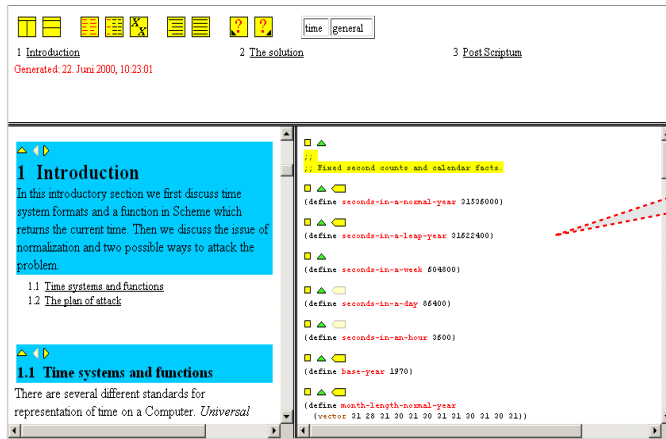 X X
? ?
time general
1 Introduction 2 The solution 3 Post Scriptum
Generated: 22. Juni 2000, 10:23:01
1 Introduction
In this introductory section we first discuss time
system formats and a function in Scheme which
returns the current time. Then we discuss the issue of
normalization and two possible ways to attack the
problem.
1.1 Time systems and functions
1.2 The plan of attack
1.1 Time systems and functions
There are several different standards for
representation of time on a Computer. Universal
;;
;; Fixed second counts and calendar facts.
(define seconds-in-a-normal-year 31536000)
(define seconds-in-a-leap-year 31622400)
(define seconds-in-a-week 604800)
(define seconds-in-a-day 86400)
(define seconds-in-an-hour 3600)
(define base-year 1970)
(define month-length-normal-year
(vector 31 28 31 30 31 30 31 31 30 31 30 31))